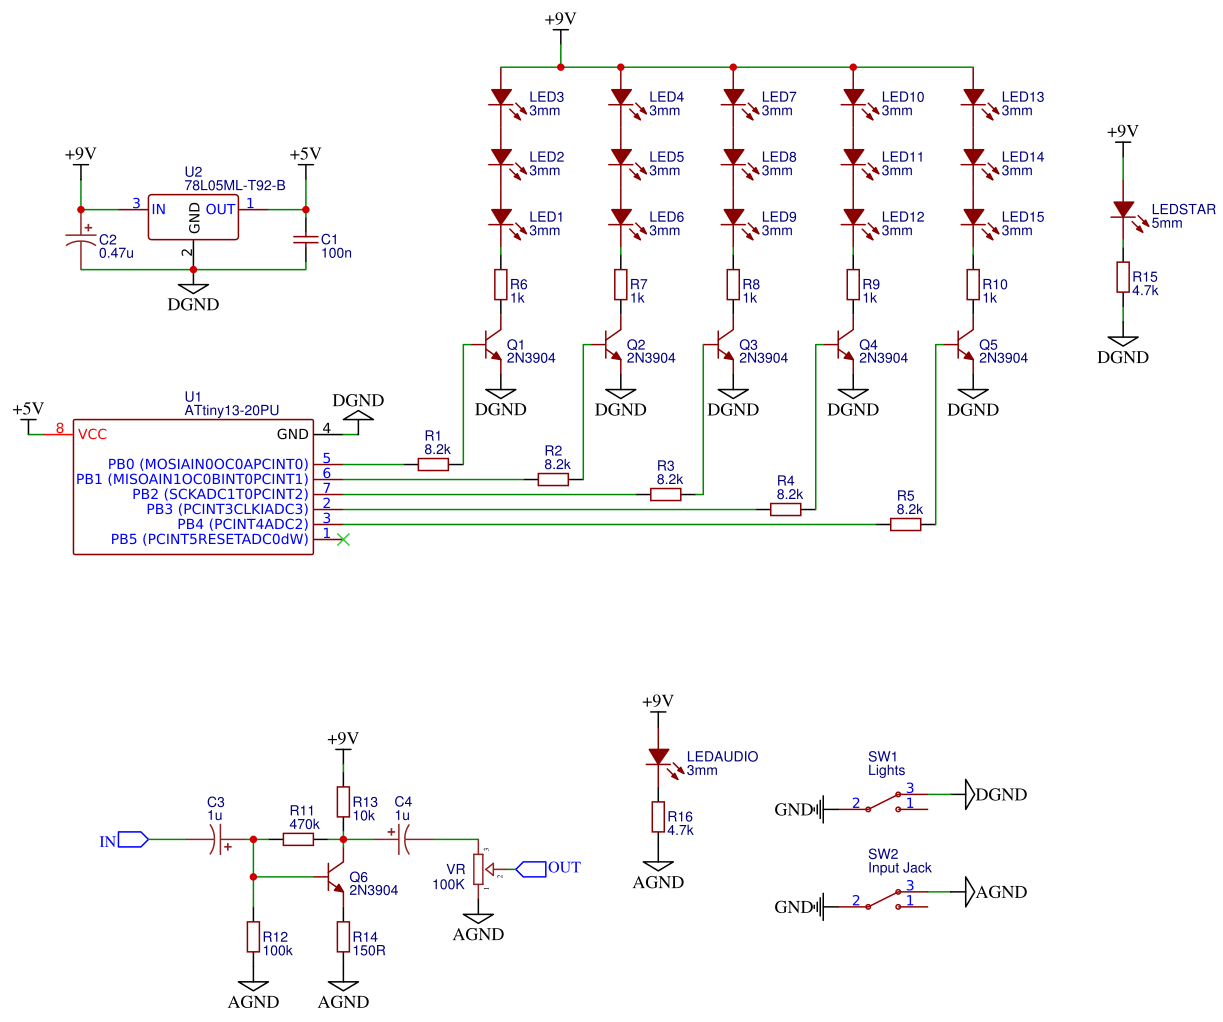 +9V
LED3
3mm
LED4
3mm
LED7
3mm
LED10
3mm
LED13
3mm
LED2
3mm
LED5
3mm
LED8
3mm
LED11
3mm
LED14
3mm
LED1
3mm
LED6
3mm
LED9
3mm
LED12
3mm
LED15
3mm
R6
1k
R7
1k
R8
1k
R9
1k
R10
1k
Q1
2N3904
Q2
2N3904
Q3
2N3904
Q4
2N3904
Q5
2N3904
DGND
DGND
DGND
DGND
DGND
+9V
LEDSTAR
5mm
R15
4.7k
DGND
+9V
+5V
U2
78L05ML-T92-B
3
IN
GND
OUT
1
2
C2
0.47u
C1
100n
DGND
+5V
U1
ATtiny13-20PU
DGND
8
VCC
GND
4
PB0 (MOSIAIN0OC0APCINT0)
5
PB1 (MISOAIN1OC0BINT0PCINT1)
6
PB2 (SCKADC1T0PCINT2)
7
PB3 (PCINT3CLKIADC3)
2
PB4 (PCINT4ADC2)
3
PB5 (PCINT5RESETADC0dW)
1
R1
8.2k
R2
8.2k
R3
8.2k
R4
8.2k
R5
8.2k
+9V
R13
10k
C3
1u
R11
470k
C4
1u
IN
Q6
2N3904
VR
100K
3
2
1
OUT
R12
100k
R14
150R
AGND
AGND
AGND
+9V
LEDAUDIO
3mm
R16
4.7k
AGND
SW1
Lights
GND
2
3
1
DGND
SW2
Input Jack
GND
2
3
1
AGND